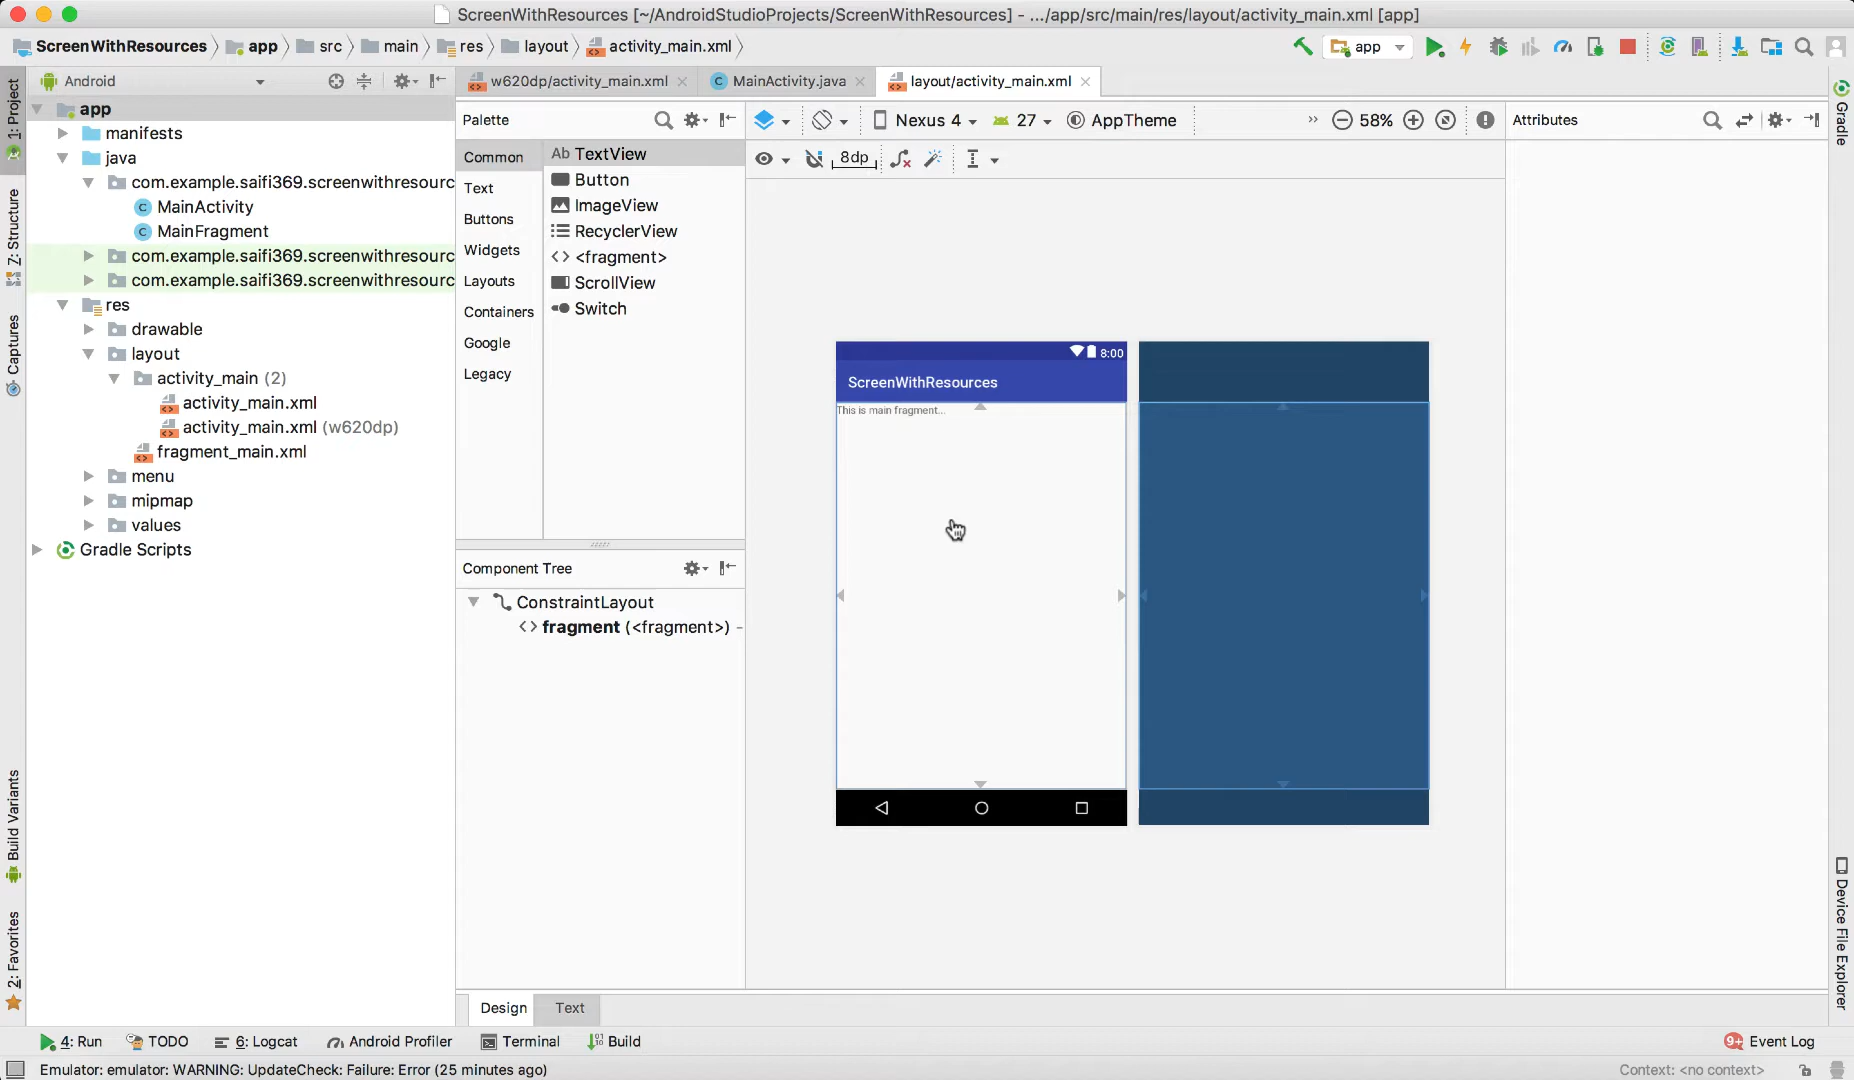 ScreenWithResources [~/AndroidStudioProjects/ScreenWithResources] - .../app/src/main/res/layout/activity_main.xml [app]
ScreenWithResources app src main res layout activity_main.xml app
Android
w620dp/activity_main.xml MainActivity.java layout/activity_main.xml
1: Project
Z: Structure
Captures
Build Variants
2: Favorites
app
manifests
java
com.example.saifi369.screenwithresourc
MainActivity
MainFragment
com.example.saifi369.screenwithresourc
com.example.saifi369.screenwithresourc
res
drawable
layout
activity_main (2)
activity_main.xml
activity_main.xml (w620dp)
fragment_main.xml
menu
mipmap
values
Gradle Scripts
Palette
Common
Text
Buttons
Widgets
Layouts
Containers
Google
Legacy
Ab TextView
Button
ImageView
RecyclerView
<fragment>
ScrollView
Switch
Component Tree
ConstraintLayout
fragment (<fragment>) -
Nexus 4 27 AppTheme » 58%
8dp
8:00
ScreenWithResources
This is main fragment...
Attributes
Gradle
Device File Explorer
Design Text
4: Run TODO 6: Logcat Android Profiler Terminal Build 9+ Event Log
Emulator: emulator: WARNING: UpdateCheck: Failure: Error (25 minutes ago) Context: <no context>